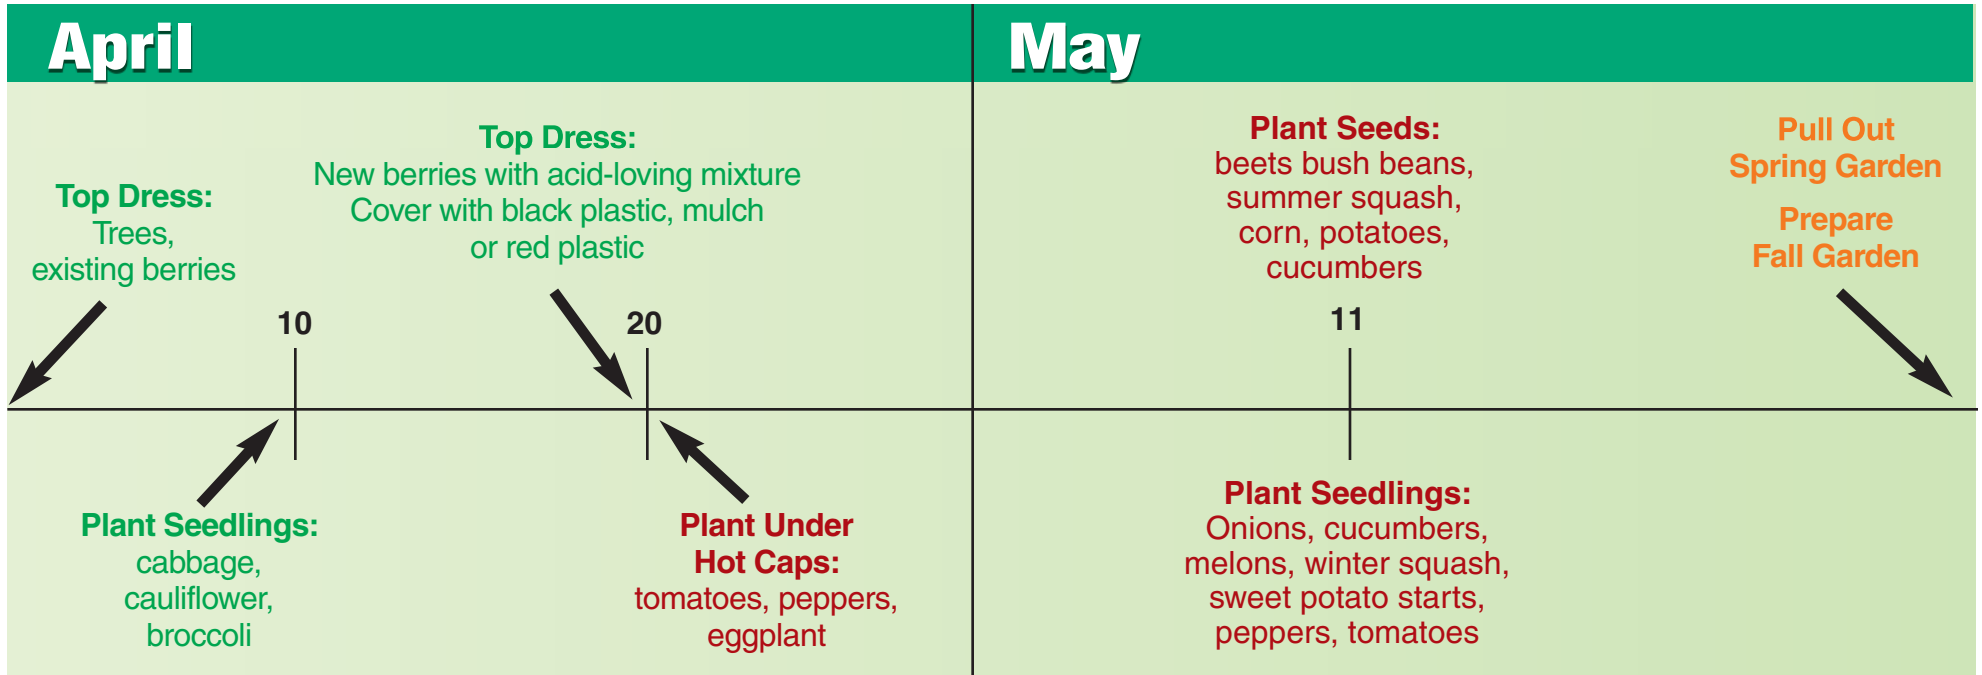 April
Top Dress:
Trees,
existing berries
Top Dress:
New berries with acid-loving mixture
Cover with black plastic, mulch
or red plastic
10
20
Plant Seedlings:
cabbage,
cauliflower,
broccoli
Plant Under
Hot Caps:
tomatoes, peppers,
eggplant
May
Plant Seeds:
beets bush beans,
summer squash,
corn, potatoes,
cucumbers
11
Pull Out
Spring Garden
Prepare
Fall Garden
Plant Seedlings:
Onions, cucumbers,
melons, winter squash,
sweet potato starts,
peppers, tomatoes